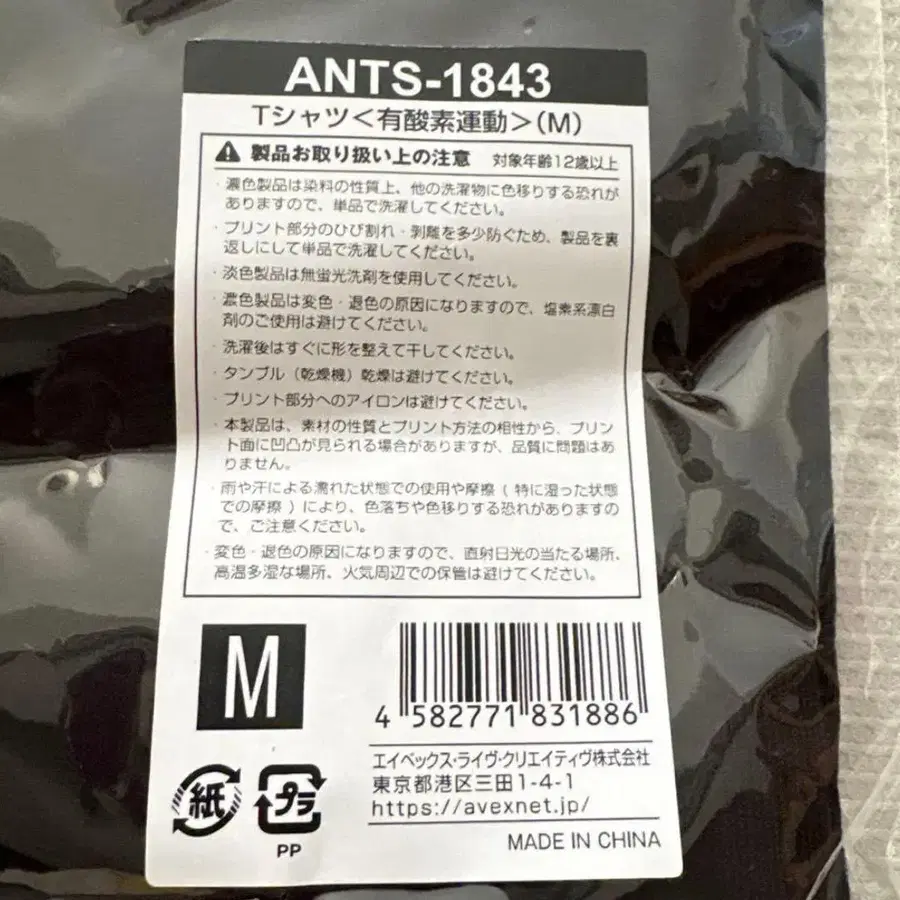 ANTS-1843
Tシャツ＜有酸素運動＞(M)
製品お取り扱い上の注意 対象年齢12歳以上
・濃色製品は染料の性質上、他の洗濯物に色移りする恐れが
ありますので、単品で洗濯してください。
・プリント部分のひび割れ・剥離を多少防ぐため、製品を裏
返しにして単品で洗濯してください。
・淡色製品は無蛍光洗剤を使用してください。
・濃色製品は変色・退色の原因になりますので、塩素系漂白
剤のご使用は避けてください。
・洗濯後はすぐに形を整えて干してください。
・タンブル（乾燥機）乾燥は避けてください。
・プリント部分へのアイロンは避けてください。
・本製品は、素材の性質とプリント方法の相性から、プリン
ト面に凹凸が見られる場合がありますが、品質に問題はあ
りません。
・雨や汗による濡れた状態での使用や摩擦（特に湿った状態
での摩擦）により、色落ちや色移りする恐れがありますの
で、ご注意ください。
・変色・退色の原因になりますので、直射日光の当たる場所、
高温多湿な場所、火気周辺での保管は避けてください。
M
4 582771 831886
エイベックス・ライヴ・クリエイティヴ株式会社
東京都港区三田1-4-1
https://avexnet.jp/
紙 プラ
PP
MADE IN CHINA